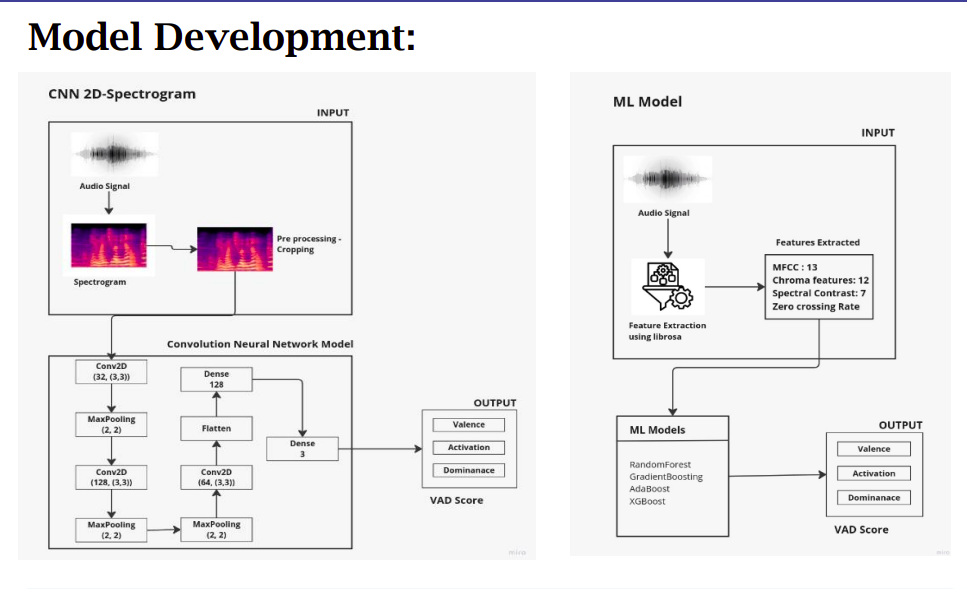 Model Development:
CNN 2D-Spectrogram
INPUT
Audio Signal
Spectrogram
Pre processing -
Cropping
Convolution Neural Network Model
Conv2D
(32, (3,3))
MaxPooling
(2, 2)
Conv2D
(128, (3,3))
MaxPooling
(2, 2)
MaxPooling
(2, 2)
Conv2D
(64, (3,3))
Flatten
Dense
128
Dense
3
OUTPUT
Valence
Activation
Dominanace
VAD Score
miro
ML Model
INPUT
Audio Signal
Feature Extraction
using librosa
Features Extracted
MFCC : 13
Chroma features: 12
Spectral Contrast: 7
Zero crossing Rate
ML Models
RandomForest
GradientBoosting
AdaBoost
XGBoost
OUTPUT
Valence
Activation
Dominanace
VAD Score